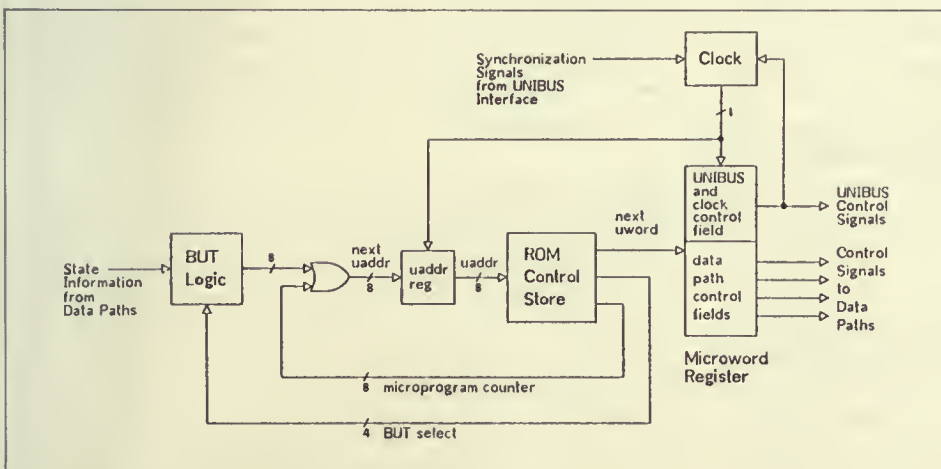 Synchronization
Signals
from UNIBUS
Interface
Clock
1
UNIBUS
and
clock
control
field
UNIBUS
Control
Signals
next
uword
State
Information
from
Data Paths
BUT
Logic
8
next
uaddr
8
uaddr
reg
uaddr
8
ROM
Control
Store
data
path
control
fields
Control
Signals
to
Data
Paths
Microword
Register
8 microprogram counter
4 BUT select